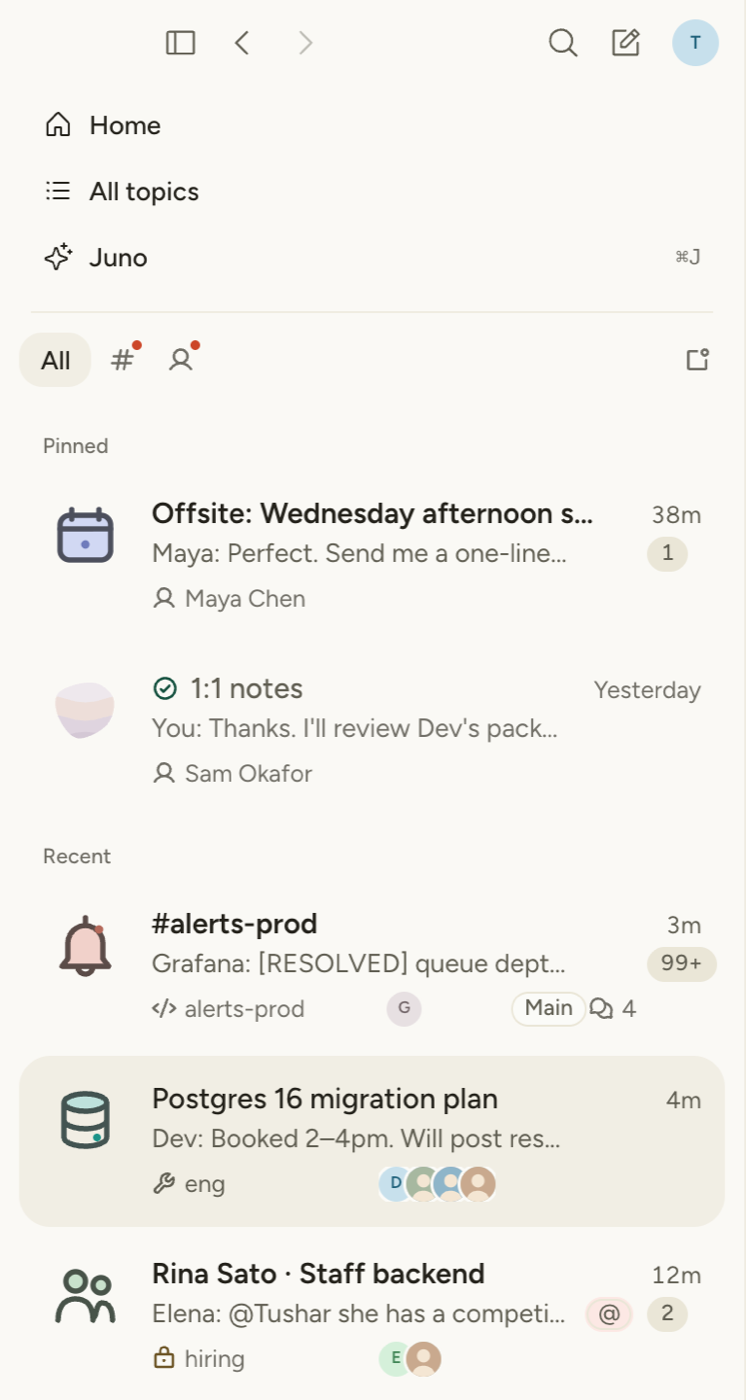 T
Home
All topics
Juno ⌘J
All
Pinned
Offsite: Wednesday afternoon s... 38m
Maya: Perfect. Send me a one-line... 1
Maya Chen
1:1 notes Yesterday
You: Thanks. I'll review Dev's pack...
Sam Okafor
Recent
#alerts-prod 3m
Grafana: [RESOLVED] queue dept... 99+
alerts-prod G Main 4
Postgres 16 migration plan 4m
Dev: Booked 2–4pm. Will post res...
eng D
Rina Sato · Staff backend 12m
Elena: @Tushar she has a competi... @ 2
hiring E